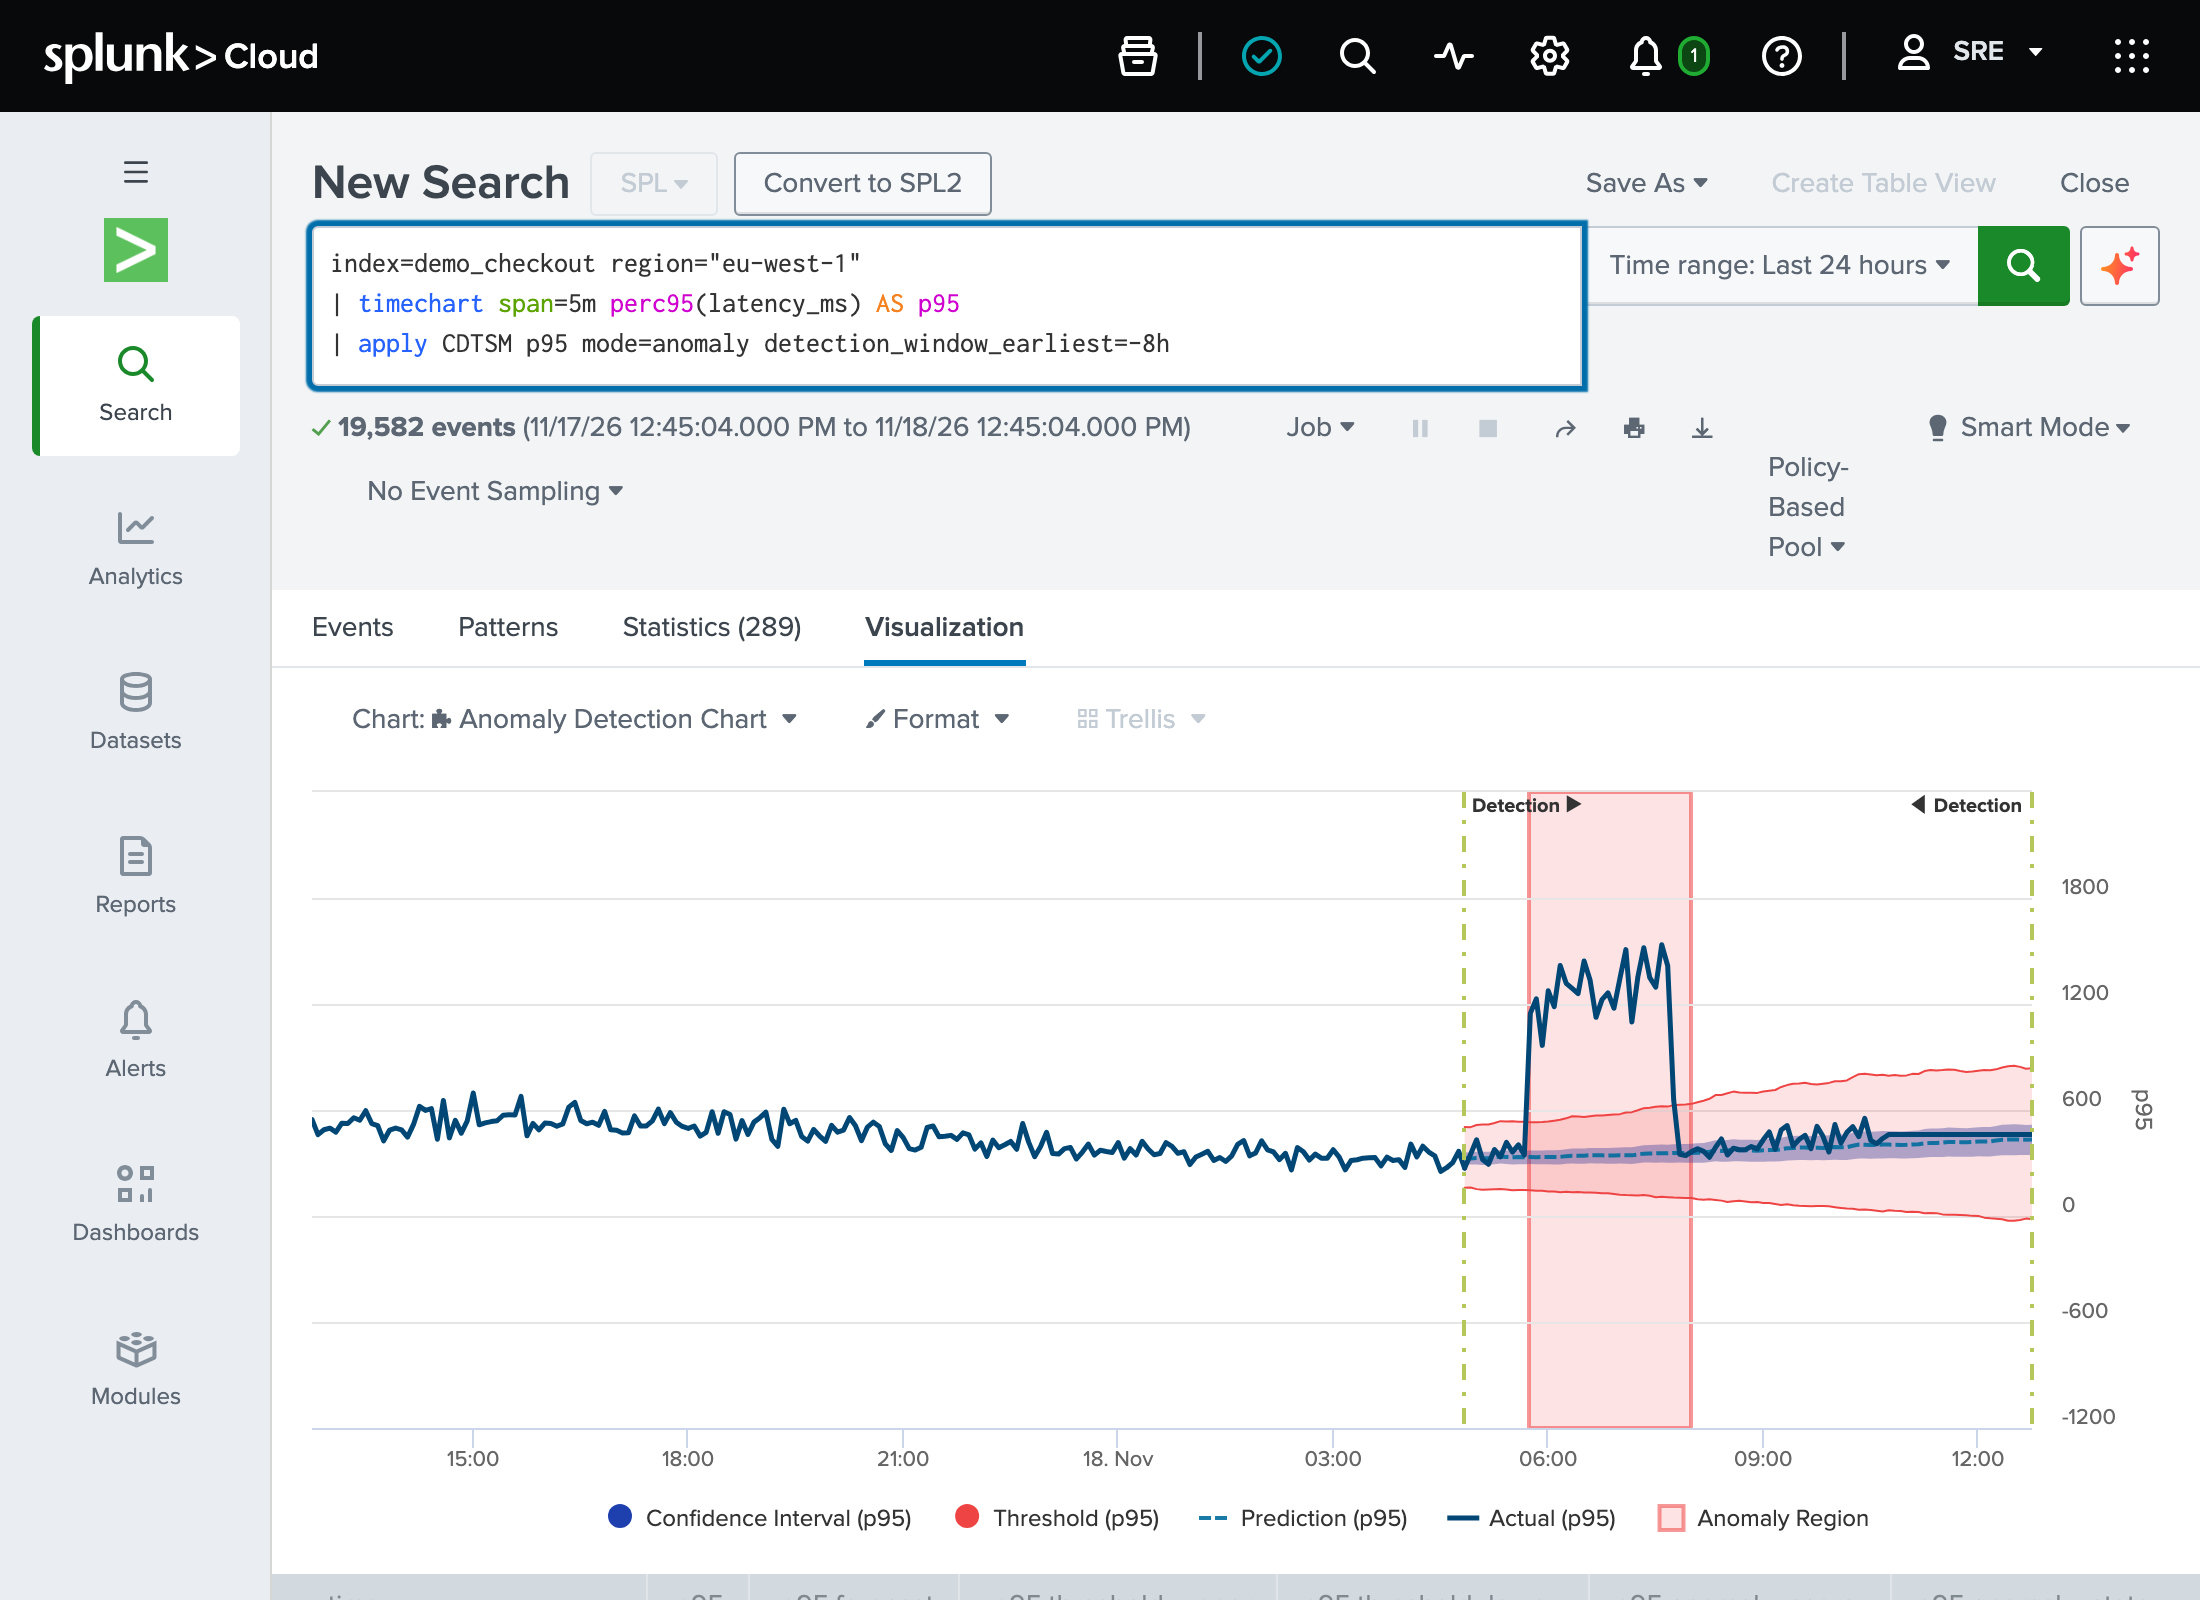 splunk> Cloud
1
SRE
New Search
SPL
Convert to SPL2
Save As
Create Table View
Close
index=demo_checkout region="eu-west-1"
| timechart span=5m perc95(latency_ms) AS p95
| apply CDTSM p95 mode=anomaly detection_window_earliest=-8h
Time range: Last 24 hours
19,582 events (11/17/26 12:45:04.000 PM to 11/18/26 12:45:04.000 PM)
Job
Smart Mode
No Event Sampling
Policy-
Based
Pool
Search
Analytics
Datasets
Reports
Alerts
Dashboards
Modules
Events
Patterns
Statistics (289)
Visualization
Chart: Anomaly Detection Chart
Format
Trellis
Detection
Detection
1800
1200
600
0
-600
-1200
p95
15:00
18:00
21:00
18. Nov
03:00
06:00
09:00
12:00
Confidence Interval (p95)
Threshold (p95)
Prediction (p95)
Actual (p95)
Anomaly Region